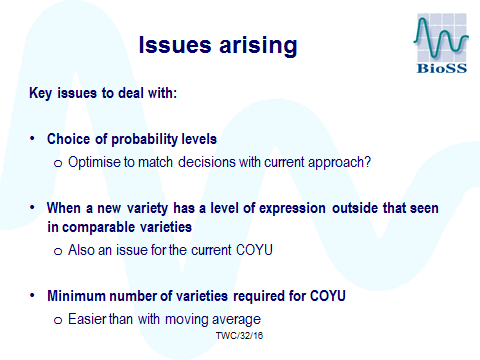 Issues arising
BioSS
Key issues to deal with:
• Choice of probability levels
o Optimise to match decisions with current approach?
• When a new variety has a level of expression outside that seen
in comparable varieties
o Also an issue for the current COYU
• Minimum number of varieties required for COYU
o Easier than with moving average
TWC/32/16